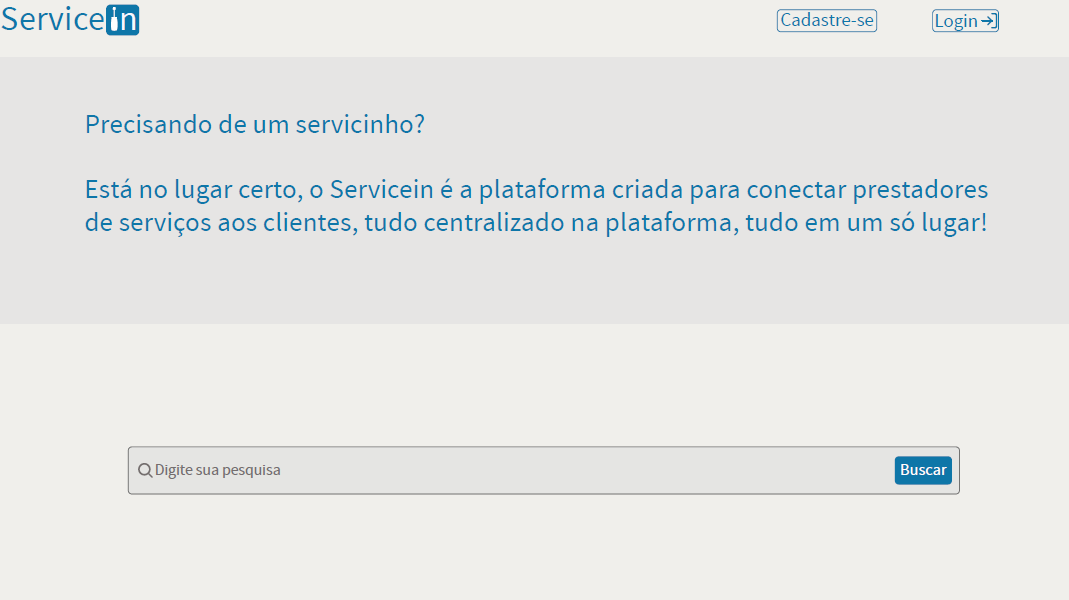 Servicein
Cadastre-se
Login
Precisando de um servicinho?
Está no lugar certo, o Servicein é a plataforma criada para conectar prestadores
de serviços aos clientes, tudo centralizado na plataforma, tudo em um só lugar!
Digite sua pesquisa
Buscar